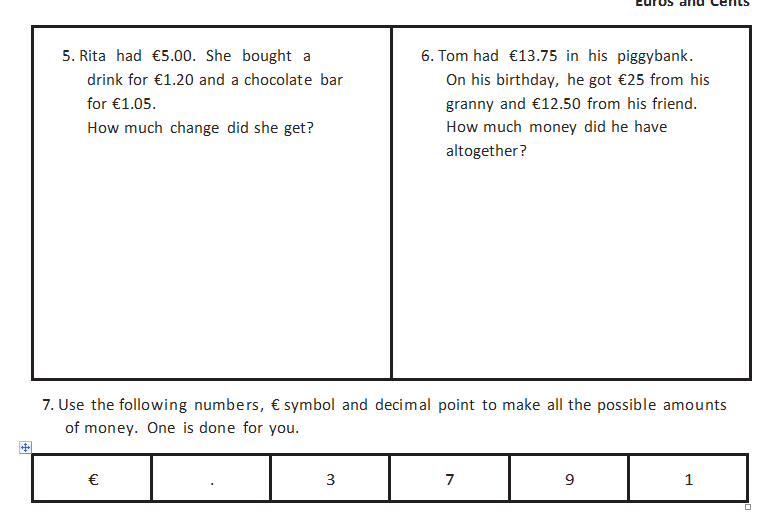 Euros and Cents
5. Rita had €5.00. She bought a
drink for €1.20 and a chocolate bar
for €1.05.
How much change did she get?
6. Tom had €13.75 in his piggybank.
On his birthday, he got €25 from his
granny and €12.50 from his friend.
How much money did he have
altogether?
7. Use the following numbers, € symbol and decimal point to make all the possible amounts
of money. One is done for you.
€ . 3 7 9 1